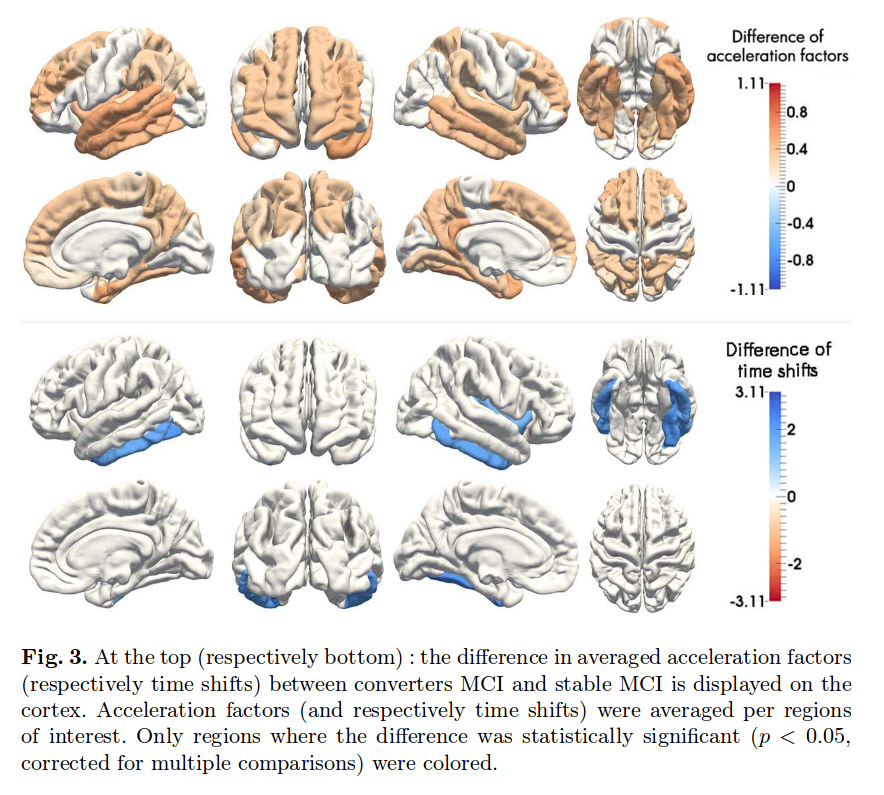 Difference of
acceleration factors
1.11
0.8
0.4
0
-0.4
-0.8
-1.11
Difference of
time shifts
3.11
2
0
-2
-3.11
Fig. 3. At the top (respectively bottom) : the difference in averaged acceleration factors
(respectively time shifts) between converters MCI and stable MCI is displayed on the
cortex. Acceleration factors (and respectively time shifts) were averaged per regions
of interest. Only regions where the difference was statistically significant (p < 0.05,
corrected for multiple comparisons) were colored.